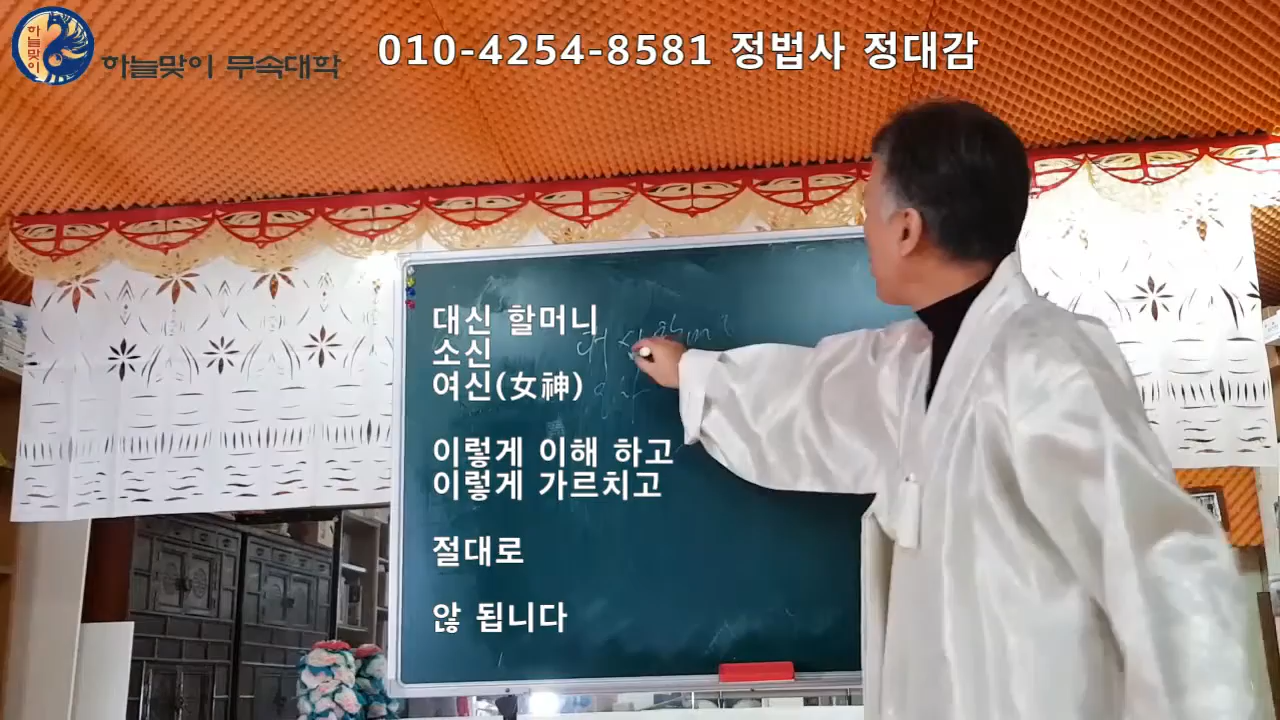 하늘맞이
하늘맞이 무속대학
010-4254-8581 정법사 정대감
대신 할머니
소신
여신(女神)
이렇게 이해 하고
이렇게 가르치고
절대로
않 됩니다